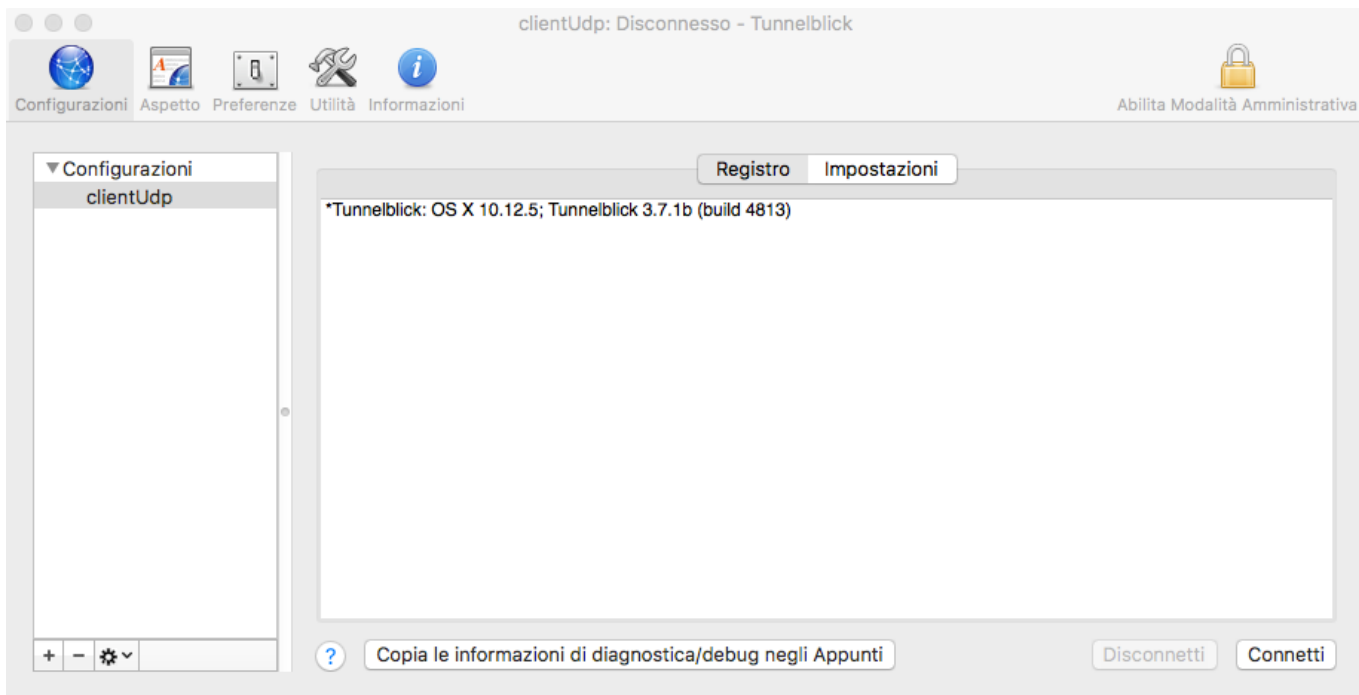 clientUdp: Disconnesso - Tunnelblick
Configurazioni Aspetto Preferenze Utilità Informazioni Abilita Modalità Amministrativa
Configurazioni
clientUdp
Registro Impostazioni
*Tunnelblick: OS X 10.12.5; Tunnelblick 3.7.1b (build 4813)
+ - ? Copia le informazioni di diagnostica/debug negli Appunti Disconnetti Connetti